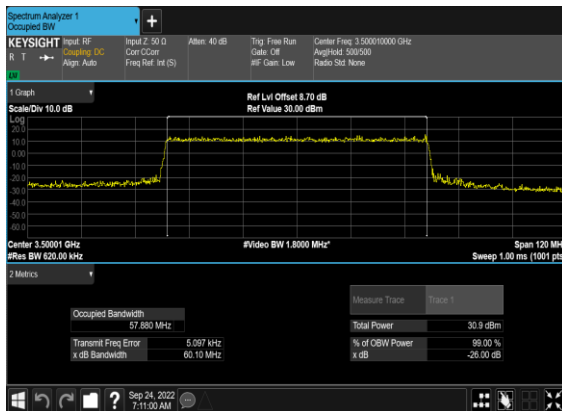 Spectrum Analyzer 1
Occupied BW
KEYSIGHT
R T
Input: RF
Coupling: DC
Align: Auto
Input Z: 50 Ω
Corr CCorr
Freq Ref: Int (S)
Atten: 40 dB
Trig: Free Run
Gate: Off
#IF Gain: Low
Center Freq: 3.500010000 GHz
Avg|Hold: 500/500
Radio Std: None
1 Graph
Scale/Div 10.0 dB
Ref Lvl Offset 8.70 dB
Ref Value 30.00 dBm
Log
20.0
10.0
0.00
-10.0
-20.0
-30.0
-40.0
-50.0
-60.0
Center 3.50001 GHz
#Res BW 620.00 kHz
#Video BW 1.8000 MHz*
Span 120 MH
Sweep 1.00 ms (1001 pts
2 Metrics
Measure Trace
Trace 1
Occupied Bandwidth
57.880 MHz
Total Power
30.9 dBm
Transmit Freq Error
5.097 kHz
% of OBW Power
99.00 %
x dB Bandwidth
60.10 MHz
x dB
-26.00 dB
?
Sep 24, 2022
7:11:00 AM